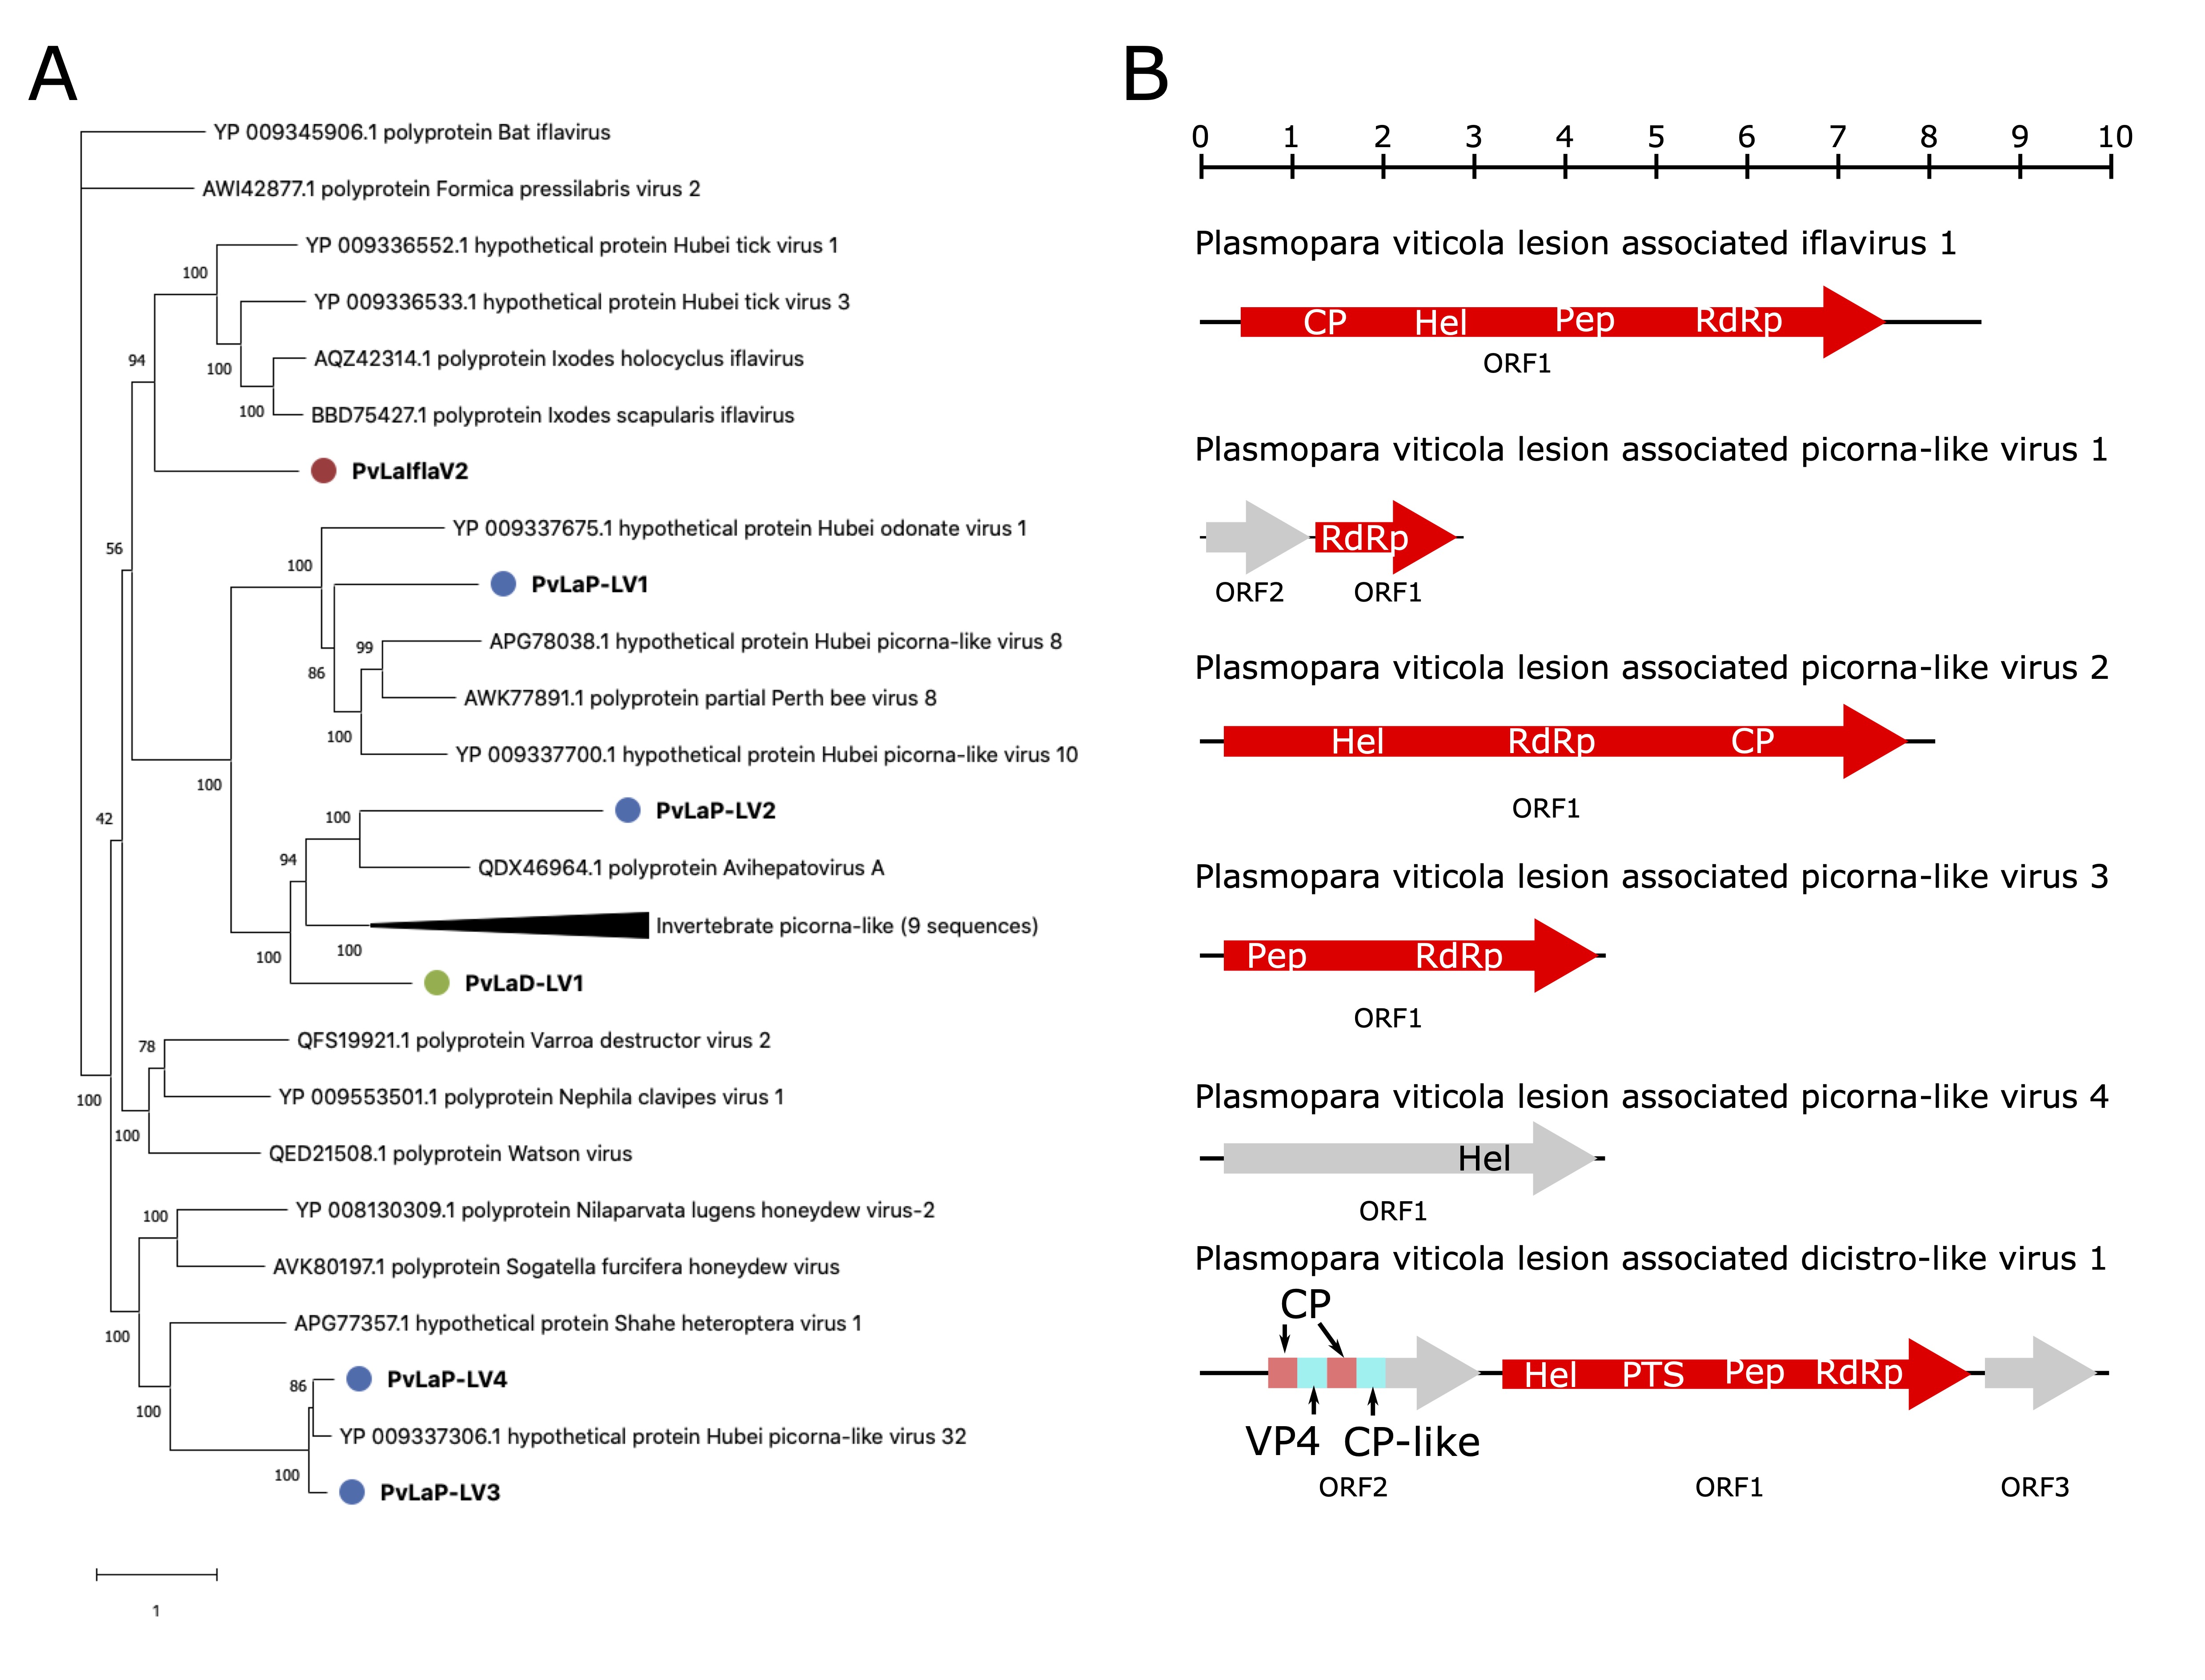 A
YP 009345906.1 polyprotein Bat iflavirus
AWI42877.1 polyprotein Formica pressilabris virus 2
YP 009336552.1 hypothetical protein Hubei tick virus 1
100
YP 009336533.1 hypothetical protein Hubei tick virus 3
94
100
AQZ42314.1 polyprotein Ixodes holocyclus iflavirus
100
BBD75427.1 polyprotein Ixodes scapularis iflavirus
PvLaIflaV2
56
YP 009337675.1 hypothetical protein Hubei odonate virus 1
100
PvLaP-LV1
99
APG78038.1 hypothetical protein Hubei picorna-like virus 8
86
AWK77891.1 polyprotein partial Perth bee virus 8
100
YP 009337700.1 hypothetical protein Hubei picorna-like virus 10
100
42
100
PvLaP-LV2
94
QDX46964.1 polyprotein Avihepatovirus A
Invertebrate picorna-like (9 sequences)
100
100
PvLaD-LV1
78
QFS19921.1 polyprotein Varroa destructor virus 2
100
YP 009553501.1 polyprotein Nephila clavipes virus 1
100
QED21508.1 polyprotein Watson virus
100
YP 008130309.1 polyprotein Nilaparvata lugens honeydew virus-2
AVK80197.1 polyprotein Sogatella furcifera honeydew virus
100
APG77357.1 hypothetical protein Shahe heteroptera virus 1
86
PvLaP-LV4
100
YP 009337306.1 hypothetical protein Hubei picorna-like virus 32
100
PvLaP-LV3
1
B
0 1 2 3 4 5 6 7 8 9 10
Plasmopara viticola lesion associated iflavirus 1
CP Hel Pep RdRp
ORF1
Plasmopara viticola lesion associated picorna-like virus 1
RdRp
ORF2 ORF1
Plasmopara viticola lesion associated picorna-like virus 2
Hel RdRp CP
ORF1
Plasmopara viticola lesion associated picorna-like virus 3
Pep RdRp
ORF1
Plasmopara viticola lesion associated picorna-like virus 4
Hel
ORF1
Plasmopara viticola lesion associated dicistro-like virus 1
CP
Hel PTS Pep RdRp
VP4 CP-like
ORF2 ORF1 ORF3